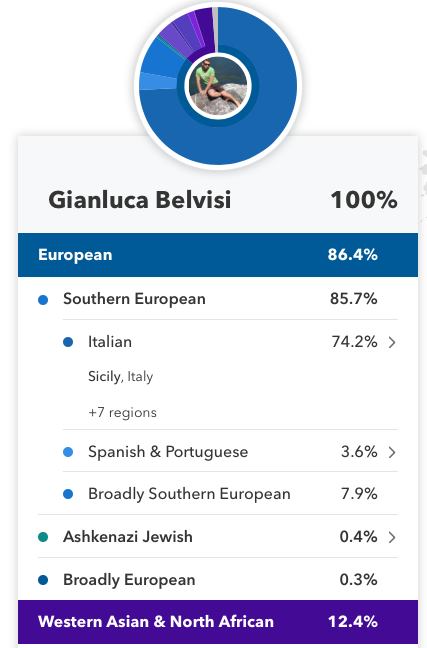 Gianluca Belvisi 100%
European 86.4%
Southern European 85.7%
Italian 74.2%
Sicily, Italy
+7 regions
Spanish & Portuguese 3.6%
Broadly Southern European 7.9%
Ashkenazi Jewish 0.4%
Broadly European 0.3%
Western Asian & North African 12.4%